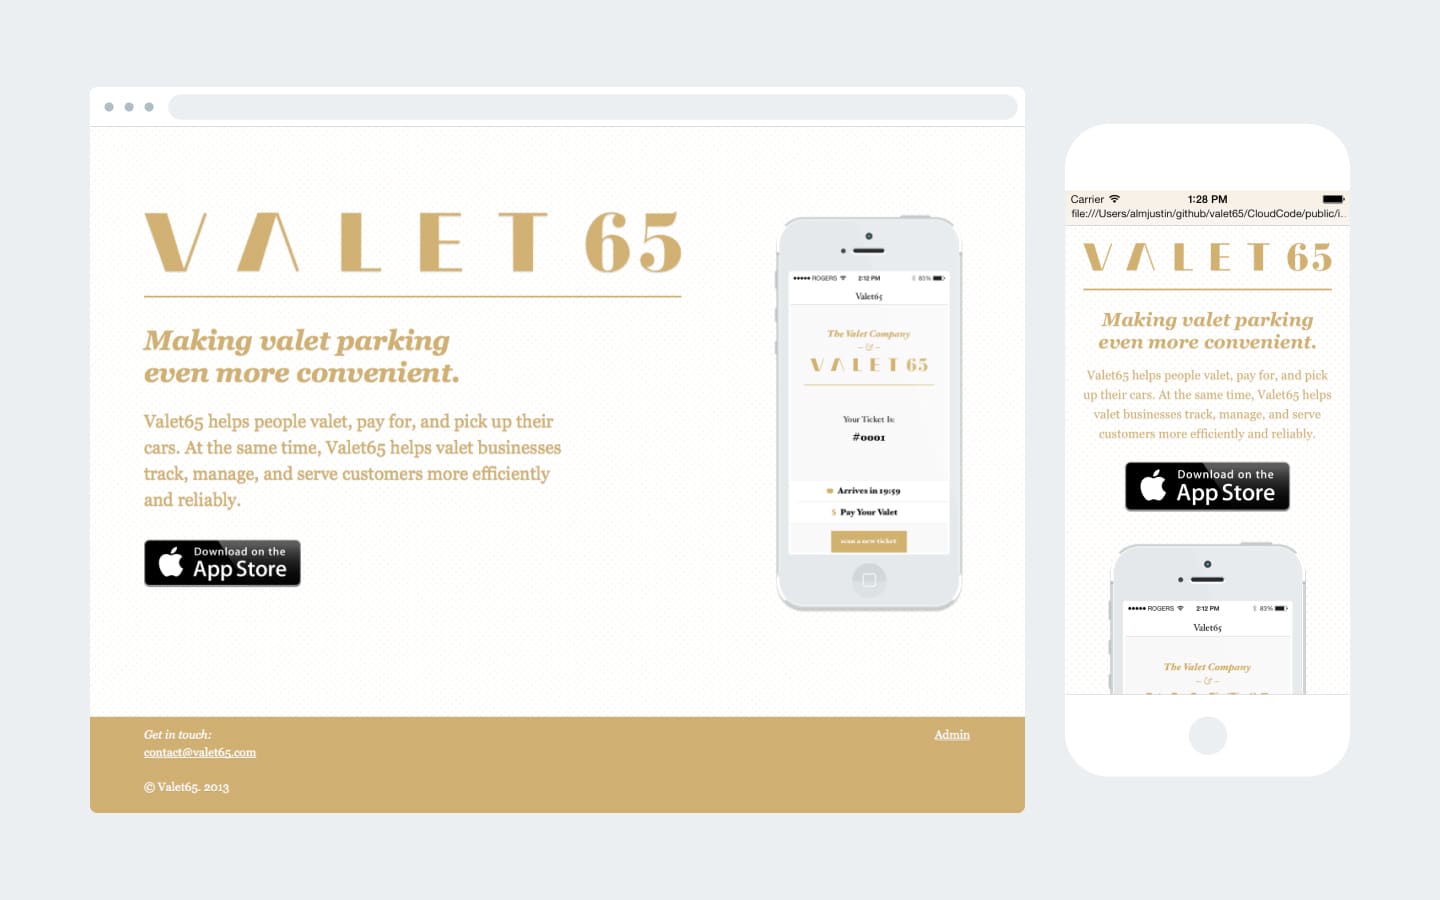 VALET 65
Making valet parking
even more convenient.
Valet65 helps people valet, pay for, and pick up their
cars. At the same time, Valet65 helps valet businesses
track, manage, and serve customers more efficiently
and reliably.
Download on the
App Store
ROGERS 2:12 PM 83%
Valet65
The Valet Company
– & –
VALET 65
Your Ticket Is:
#0001
Arrives in 19:59
$ Pay Your Valet
scan a new ticket
Get in touch:
contact@valet65.com
Admin
© Valet65. 2013
Carrier 1:28 PM
file:///Users/almjustin/github/valet65/CloudCode/public/i...
VALET 65
Making valet parking
even more convenient.
Valet65 helps people valet, pay for, and pick
up their cars. At the same time, Valet65 helps
valet businesses track, manage, and serve
customers more efficiently and reliably.
Download on the
App Store
ROGERS 2:12 PM 83%
Valet65
The Valet Company
– & –